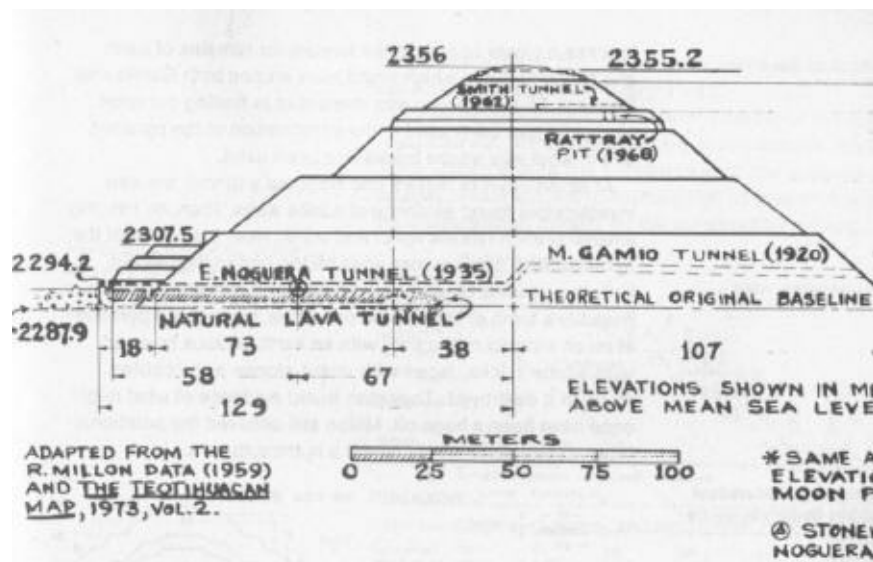 2356
2355.2
SMITH TUNNEL
(1962)
RATTRAY
PIT (1968)
2307.5
2294.2
E. NOGUERA TUNNEL (1935)
M. GAMIO TUNNEL (1920)
THEORETICAL ORIGINAL BASELINE
NATURAL LAVA TUNNEL
2287.9
18 73 38 107
58 67
129
ELEVATIONS SHOWN IN ME
ABOVE MEAN SEA LEVE
METERS
0 25 50 75 100
ADAPTED FROM THE
R. MILLON DATA (1959)
AND THE TEOTIHUACAN
MAP, 1973, VOL. 2.
* SAME A
ELEVATIO
MOON P
Ⓐ STONE
NOGUERA